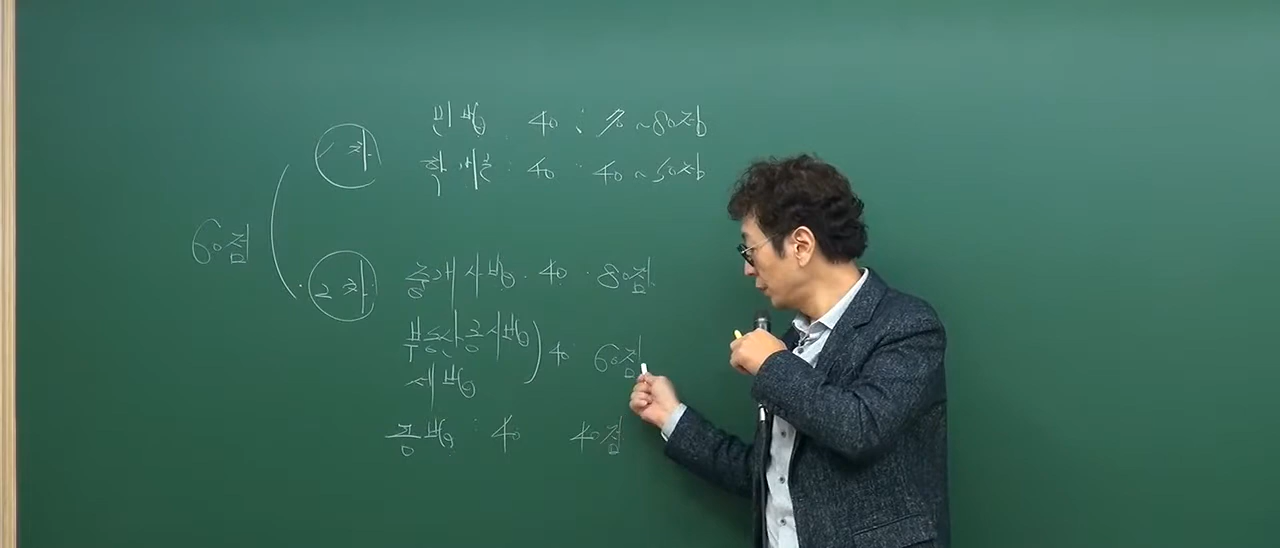 60점
1차
민법 : 40 : 70~80점
학개론 : 40 : 40~50점
2차
중개사법 : 40 : 80점
부동산공시법
세법 ) 40 : 60점
공법 : 40 40점